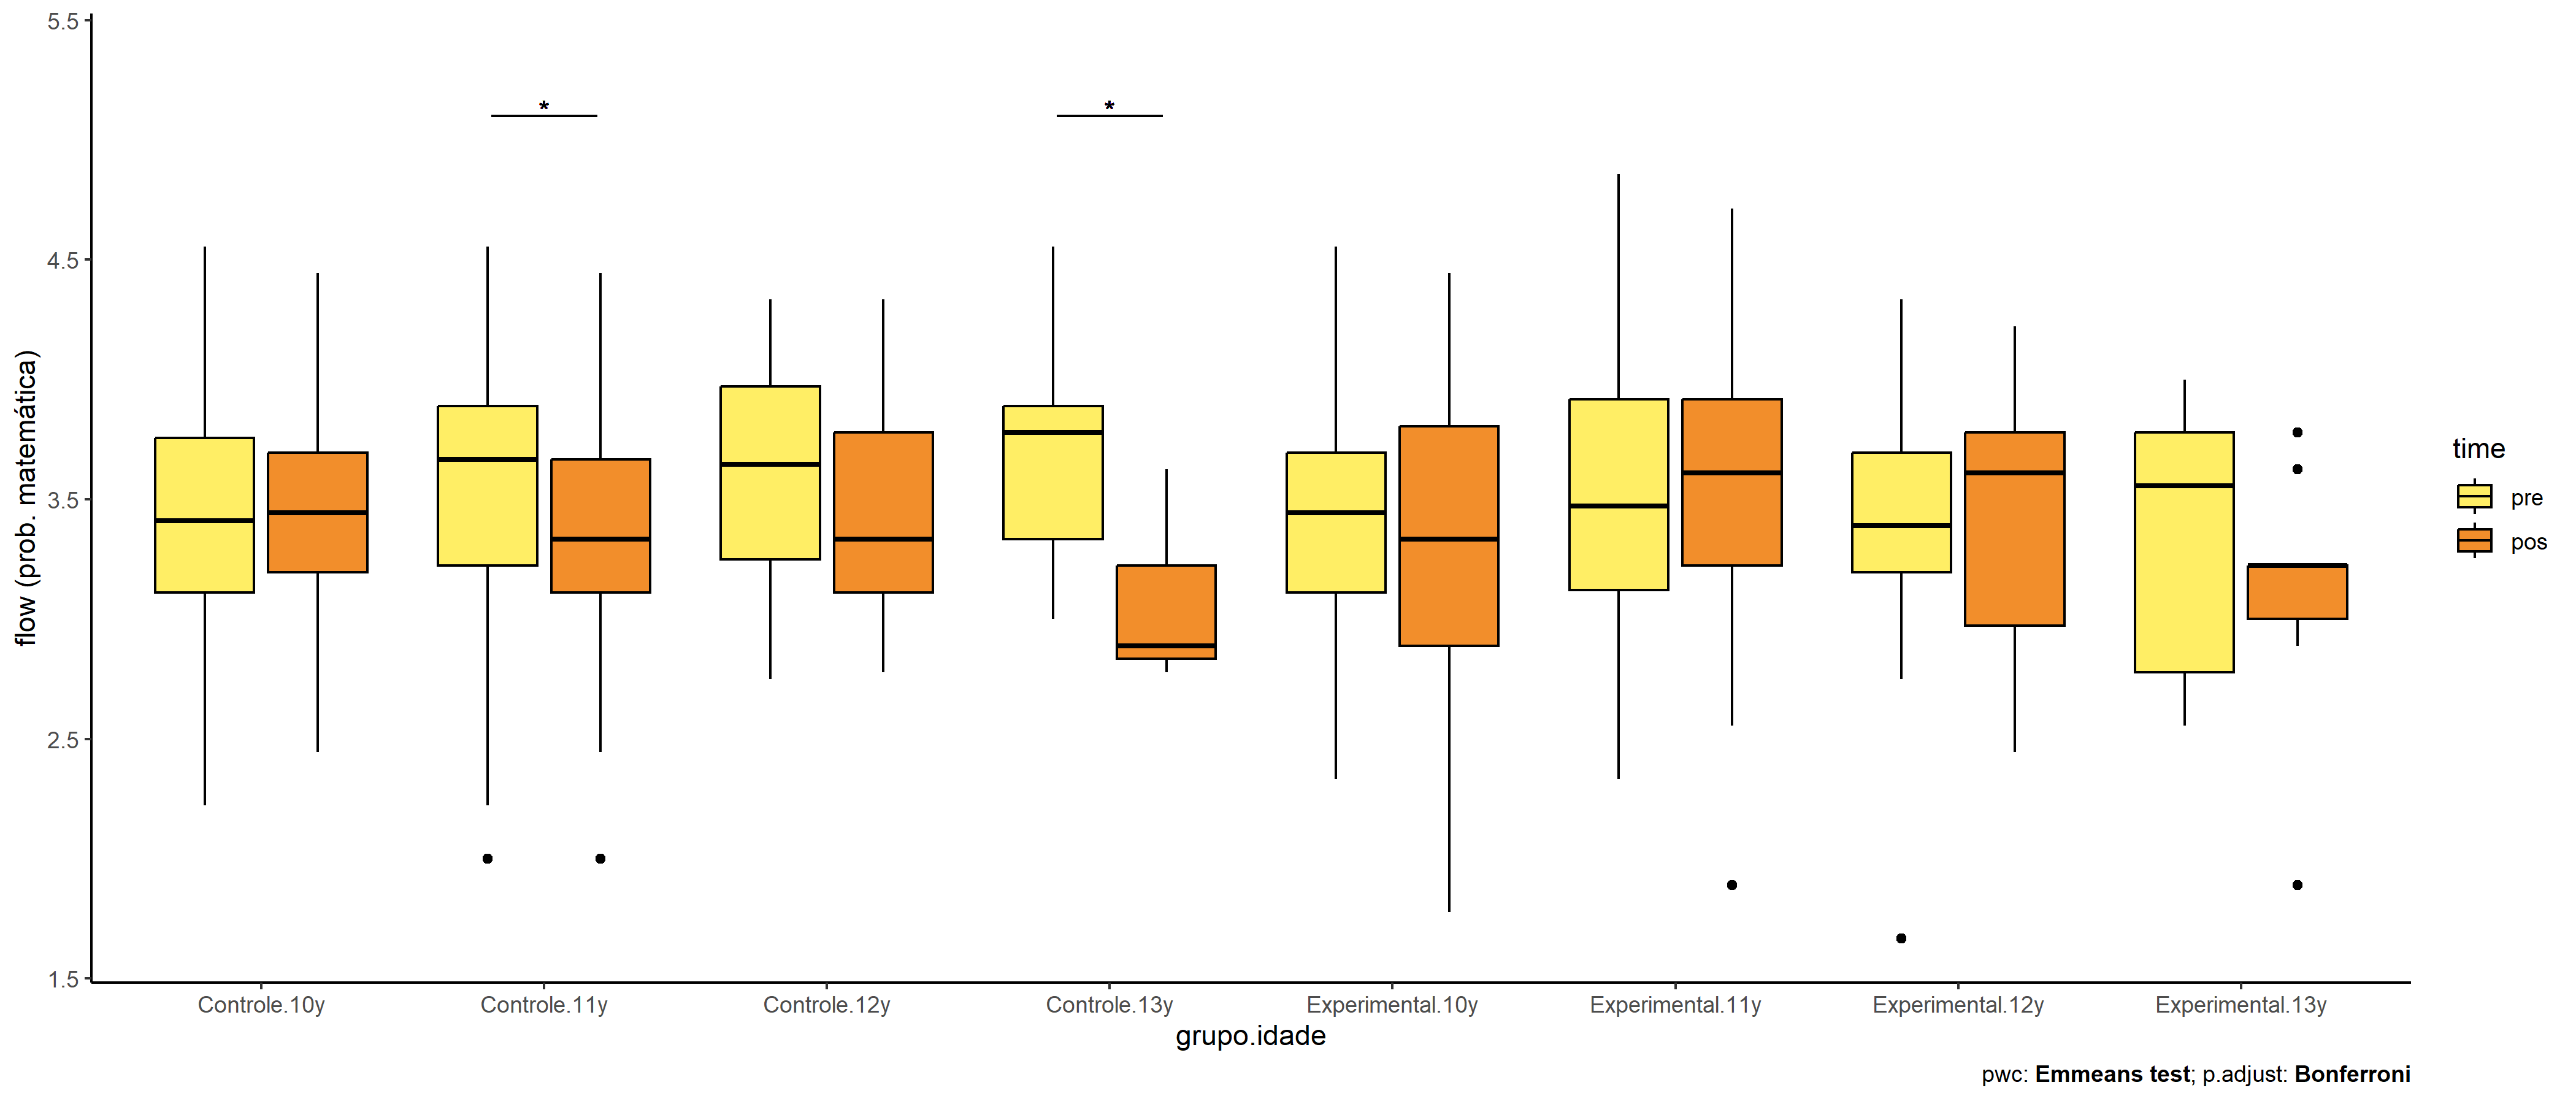 5.5
4.5
3.5
2.5
1.5
flow (prob. matemática)
*
*
Controle.10y
Controle.11y
Controle.12y
Controle.13y
Experimental.10y
Experimental.11y
Experimental.12y
Experimental.13y
grupo.idade
time
pre
pos
pwc: Emmeans test; p.adjust: Bonferroni